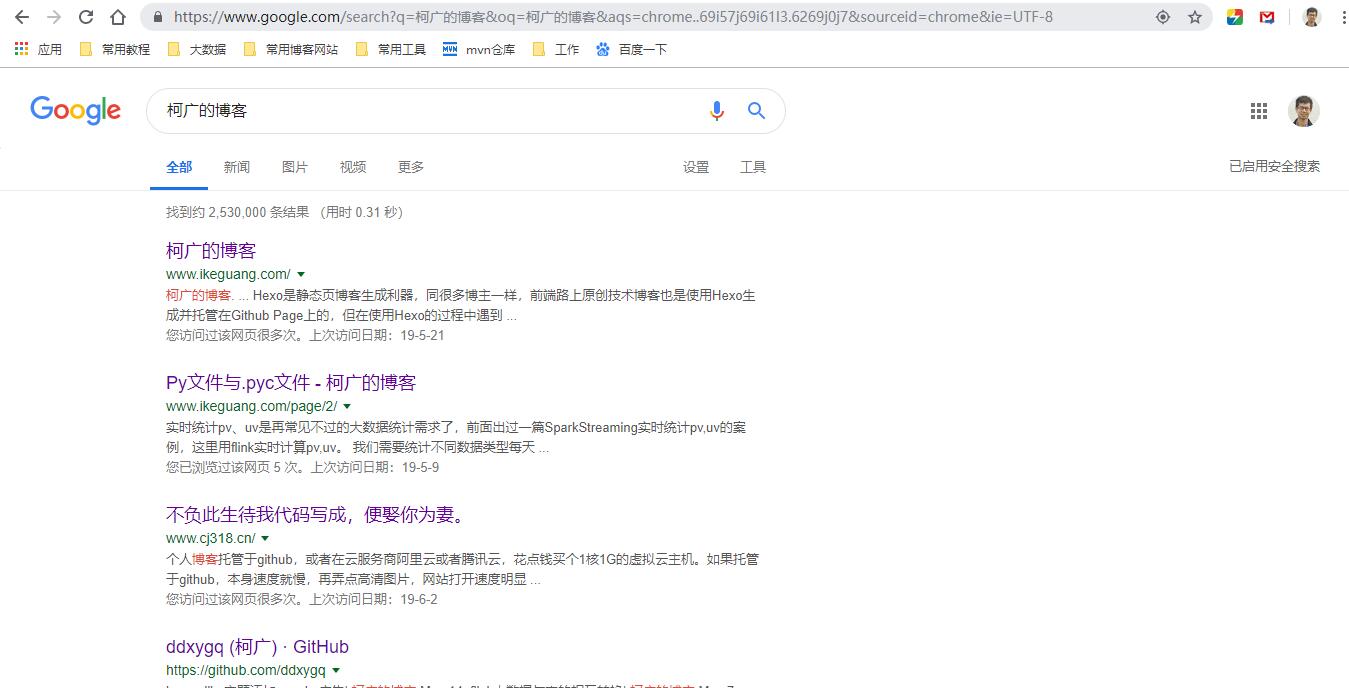 https://www.google.com/search?q=柯广的博客&oq=柯广的博客&aqs=chrome..69i57j69i61l3.6269j0j7&sourceid=chrome&ie=UTF-8
应用 常用教程 大数据 常用博客网站 常用工具 MVN mvn仓库 工作 百度一下
Google 柯广的博客
全部 新闻 图片 视频 更多 设置 工具 已启用安全搜索
找到约 2,530,000 条结果 （用时 0.31 秒）
柯广的博客
www.ikeguang.com/
柯广的博客. ... Hexo是静态页博客生成利器，同很多博主一样，前端路上原创技术博客也是使用Hexo生
成并托管在Github Page上的，但在使用Hexo的过程中遇到 ...
您访问过该网页很多次。上次访问日期：19-5-21
Py文件与.pyc文件 - 柯广的博客
www.ikeguang.com/page/2/
实时统计pv、uv是再常见不过的大数据统计需求了，前面出过一篇SparkStreaming实时统计pv,uv的案
例，这里用flink实时计算pv,uv。 我们需要统计不同数据类型每天 ...
您已浏览过该网页 5 次。上次访问日期：19-5-9
不负此生待我代码写成，便娶你为妻。
www.cj318.cn/
个人博客托管于github，或者在云服务商阿里云或者腾讯云，花点钱买个1核1G的虚拟云主机。如果托管
于github，本身速度就慢，再弄点高清图片，网站打开速度明显 ...
您访问过该网页很多次。上次访问日期：19-6-2
ddxygq (柯广) · GitHub
https://github.com/ddxygq